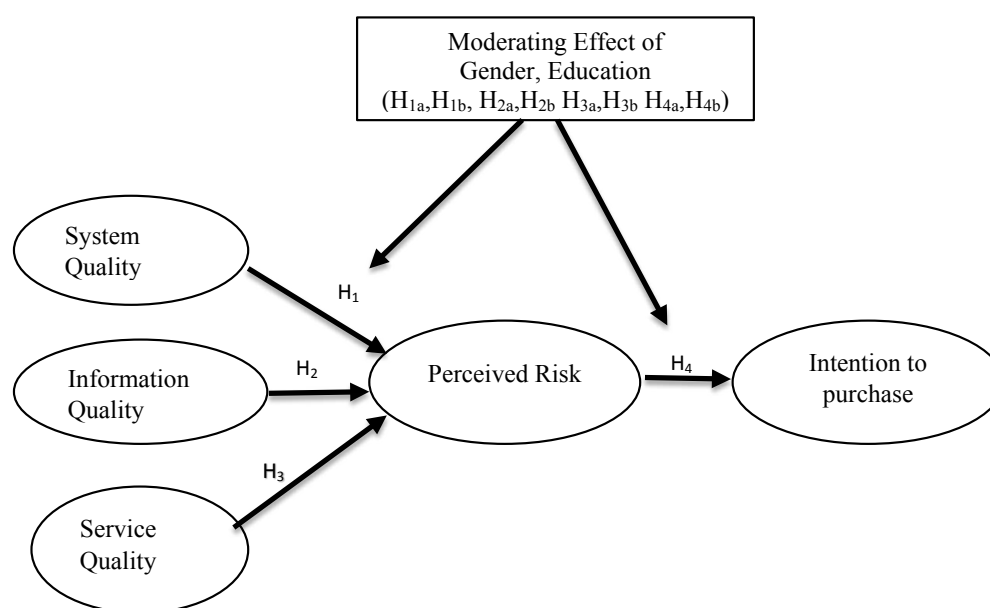 Moderating Effect of
Gender, Education
(H1a,H1b, H2a,H2b H3a,H3b H4a,H4b)
System
Quality
H1
Information
Quality
H2
Perceived Risk
H4
Intention to
purchase
H3
Service
Quality